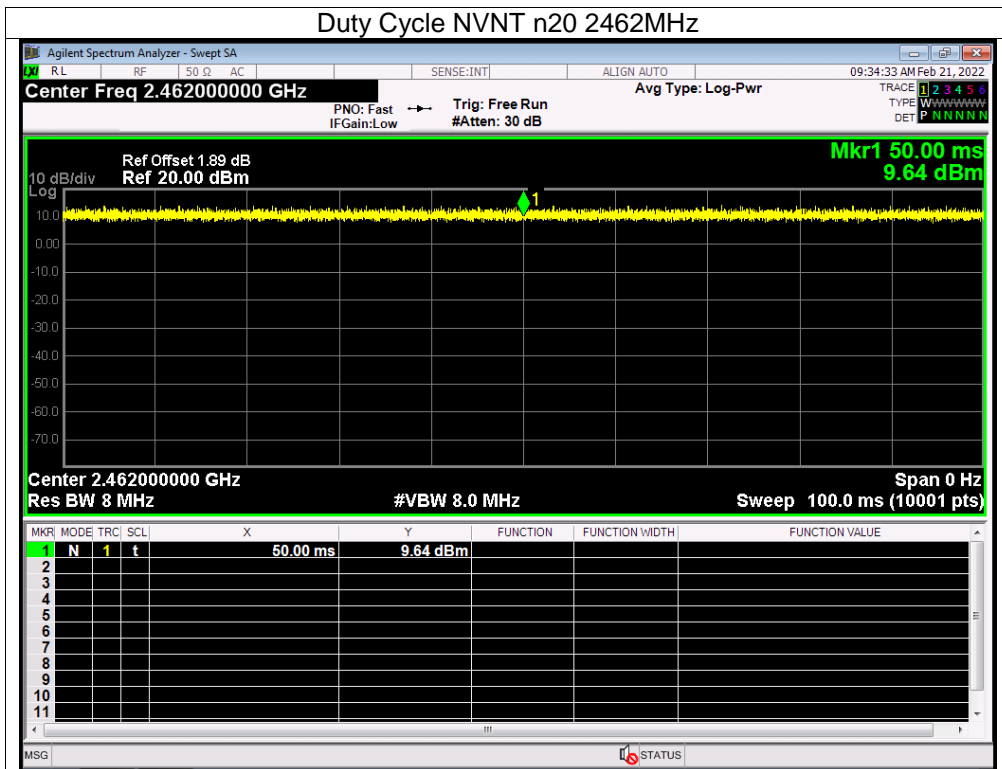 Duty Cycle NVNT n20 2462MHz
Agilent Spectrum Analyzer - Swept SA
LXI RL RF 50 Ω AC SENSE:INT ALIGN AUTO 09:34:33 AM Feb 21, 2022
Center Freq 2.462000000 GHz Avg Type: Log-Pwr TRACE 1 2 3 4 5 6
PNO: Fast Trig: Free Run TYPE WWWWWW
IFGain:Low #Atten: 30 dB DET P N N N N N
Mkr1 50.00 ms
Ref Offset 1.89 dB
10 dB/div Ref 20.00 dBm 9.64 dBm
Log
1
10.0
0.00
-10.0
-20.0
-30.0
-40.0
-50.0
-60.0
-70.0
Center 2.462000000 GHz Span 0 Hz
Res BW 8 MHz #VBW 8.0 MHz Sweep 100.0 ms (10001 pts)
MKR MODE TRC SCL X Y FUNCTION FUNCTION WIDTH FUNCTION VALUE
1 N 1 t 50.00 ms 9.64 dBm
2
3
4
5
6
7
8
9
10
11
MSG STATUS